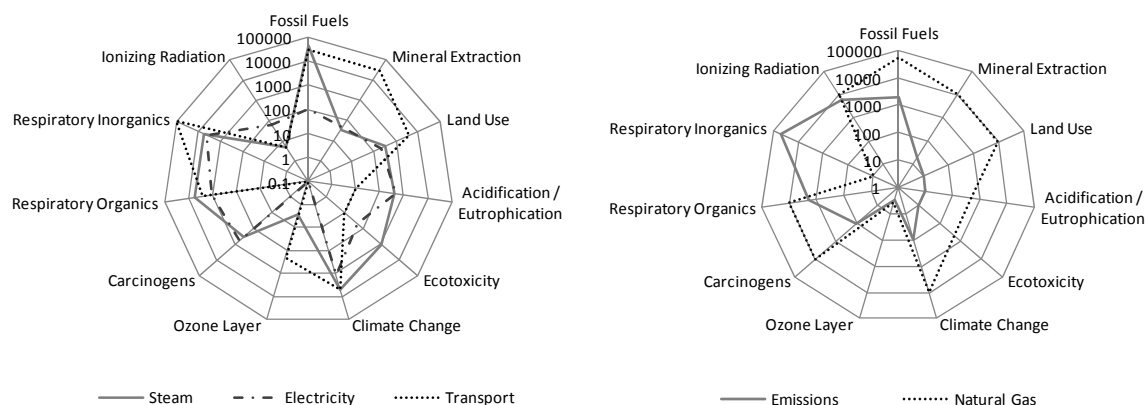 Fossil Fuels
100000
10000
1000
100
10
1
0.1
Mineral Extraction
Land Use
Acidification /
Eutrophication
Ecotoxicity
Climate Change
Ozone Layer
Carcinogens
Respiratory Organics
Respiratory Inorganics
Ionizing Radiation
Steam
Electricity
Transport
Fossil Fuels
100000
10000
1000
100
10
1
Mineral Extraction
Land Use
Acidification /
Eutrophication
Ecotoxicity
Climate Change
Ozone Layer
Carcinogens
Respiratory Organics
Respiratory Inorganics
Ionizing Radiation
Emissions
Natural Gas